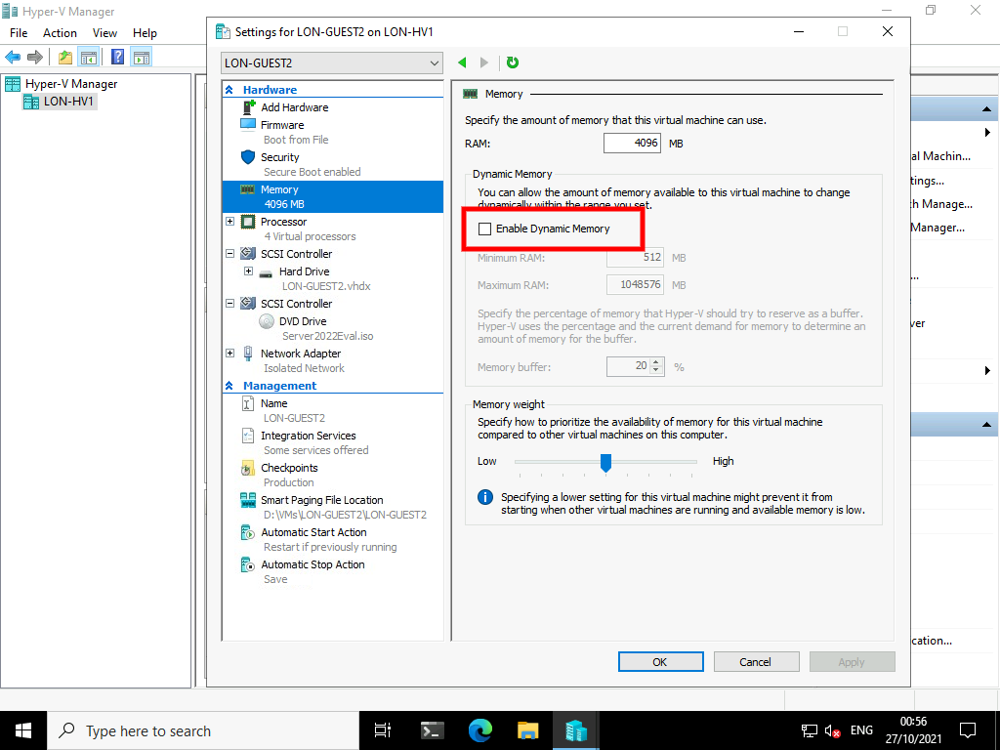 Hyper-V Manager
File Action View Help
Hyper-V Manager
LON-HV1
Settings for LON-GUEST2 on LON-HV1
LON-GUEST2
Hardware
Add Hardware
Firmware
Boot from File
Security
Secure Boot enabled
Memory
4096 MB
Processor
4 Virtual processors
SCSI Controller
Hard Drive
LON-GUEST2.vhdx
SCSI Controller
DVD Drive
Server2022Eval.iso
Network Adapter
Isolated Network
Management
Name
LON-GUEST2
Integration Services
Some services offered
Checkpoints
Production
Smart Paging File Location
D:\VMs\LON-GUEST2\LON-GUEST2
Automatic Start Action
Restart if previously running
Automatic Stop Action
Save
Memory
Specify the amount of memory that this virtual machine can use.
RAM: 4096 MB
Dynamic Memory
You can allow the amount of memory available to this virtual machine to change
dynamically within the range you set.
Enable Dynamic Memory
Minimum RAM: 512 MB
Maximum RAM: 1048576 MB
Specify the percentage of memory that Hyper-V should try to reserve as a buffer.
Hyper-V uses the percentage and the current demand for memory to determine an
amount of memory for the buffer.
Memory buffer: 20 %
Memory weight
Specify how to prioritize the availability of memory for this virtual machine
compared to other virtual machines on this computer.
Low High
Specifying a lower setting for this virtual machine might prevent it from
starting when other virtual machines are running and available memory is low.
OK Cancel Apply
al Machin...
tings...
h Manage...
Manager...
...
ver
cation...
Type here to search
ENG
00:56
27/10/2021